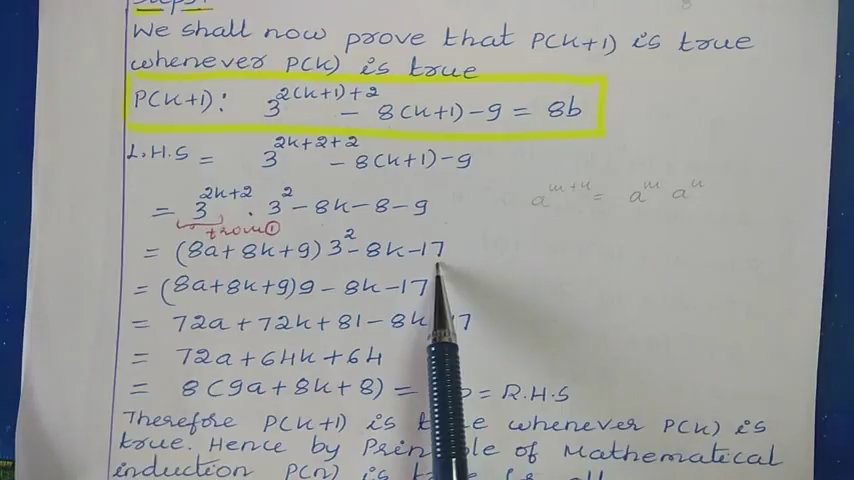 Step:
We shall now prove that P(k+1) is true
whenever P(k) is true
P(k+1): 3^{2(k+1)+2} - 8(k+1) - 9 = 8b
L.H.S = 3^{2k+2+2} - 8(k+1) - 9
= 3^{2k+2} . 3^2 - 8k - 8 - 9
a^{m+n} = a^m a^n
from ①
= (8a+8k+9) 3^2 - 8k - 17
= (8a+8k+9)9 - 8k - 17
= 72a + 72k + 81 - 8k 17
= 72a + 64k + 64
= 8(9a+8k+8) = b = R.H.S
Therefore P(k+1) is whenever P(k) is
true. Hence by of Mathematical
induction P(n) is